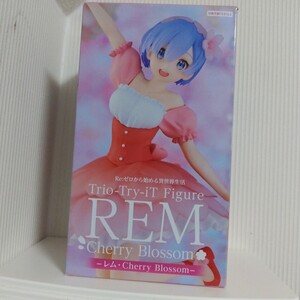 Re:ゼロから始める異世界生活
Trio-Try-iT Figure
REM
Cherry Blossom
－レム・Cherry Blossom－